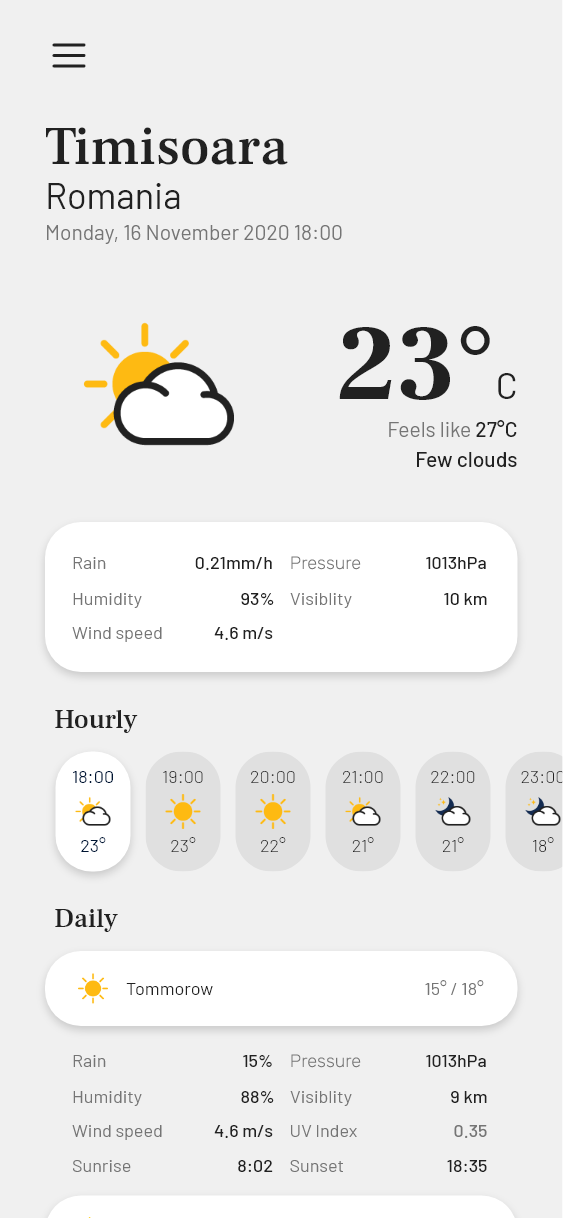 Timisoara
Romania
Monday, 16 November 2020 18:00
23°
C
Feels like 27°C
Few clouds
Rain 0.21mm/h Pressure 1013hPa
Humidity 93% Visiblity 10 km
Wind speed 4.6 m/s
Hourly
18:00 19:00 20:00 21:00 22:00 23:00
23° 23° 22° 21° 21° 18°
Daily
Tommorow 15° / 18°
Rain 15% Pressure 1013hPa
Humidity 88% Visiblity 9 km
Wind speed 4.6 m/s UV Index 0.35
Sunrise 8:02 Sunset 18:35